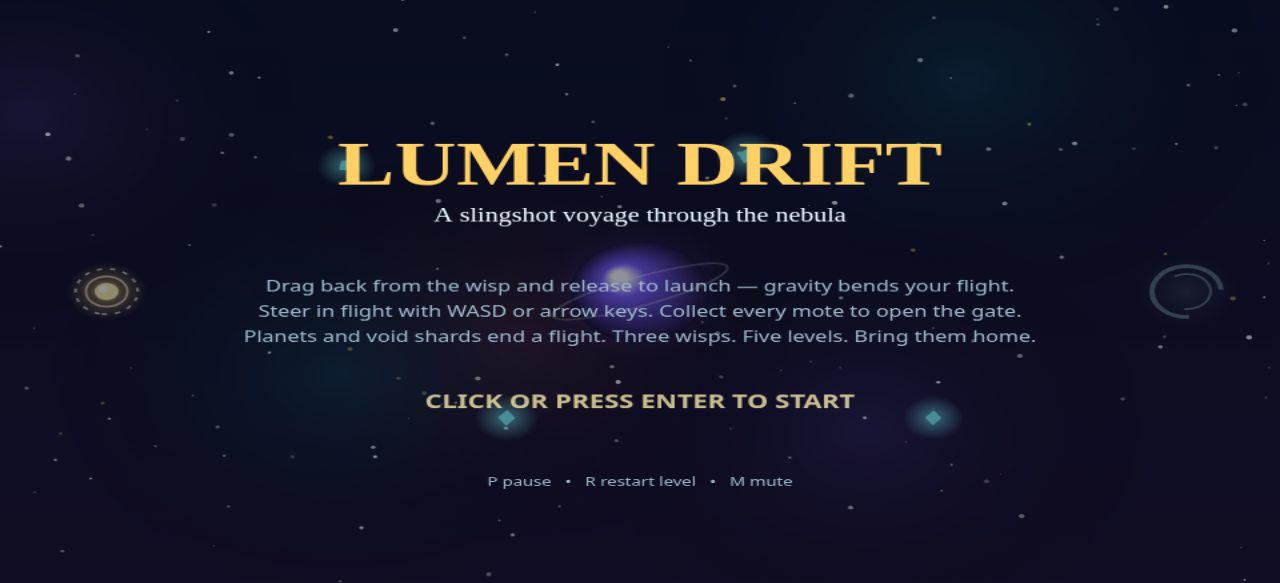 LUMEN DRIFT
A slingshot voyage through the nebula
Drag back from the wisp and release to launch — gravity bends your flight.
Steer in flight with WASD or arrow keys. Collect every mote to open the gate.
Planets and void shards end a flight. Three wisps. Five levels. Bring them home.
CLICK OR PRESS ENTER TO START
P pause • R restart level • M mute